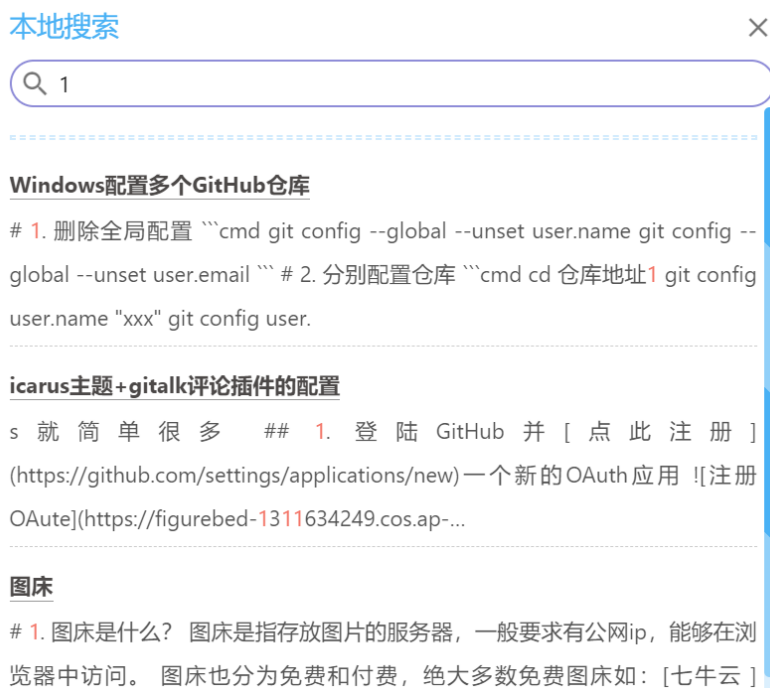 本地搜索
1
Windows配置多个GitHub仓库
# 1. 删除全局配置 ```cmd git config --global --unset user.name git config --
global --unset user.email ``` # 2. 分别配置仓库 ```cmd cd 仓库地址1 git config
user.name "xxx" git config user.
icarus主题+gitalk评论插件的配置
s 就简单很多 ## 1. 登陆 GitHub 并 [ 点此注册 ]
(https://github.com/settings/applications/new)一个新的OAuth应用 ![注册
OAute](https://figurebed-1311634249.cos.ap-...
图床
# 1. 图床是什么？ 图床是指存放图片的服务器，一般要求有公网ip，能够在浏
览器中访问。 图床也分为免费和付费，绝大多数免费图床如：[七牛云 ]